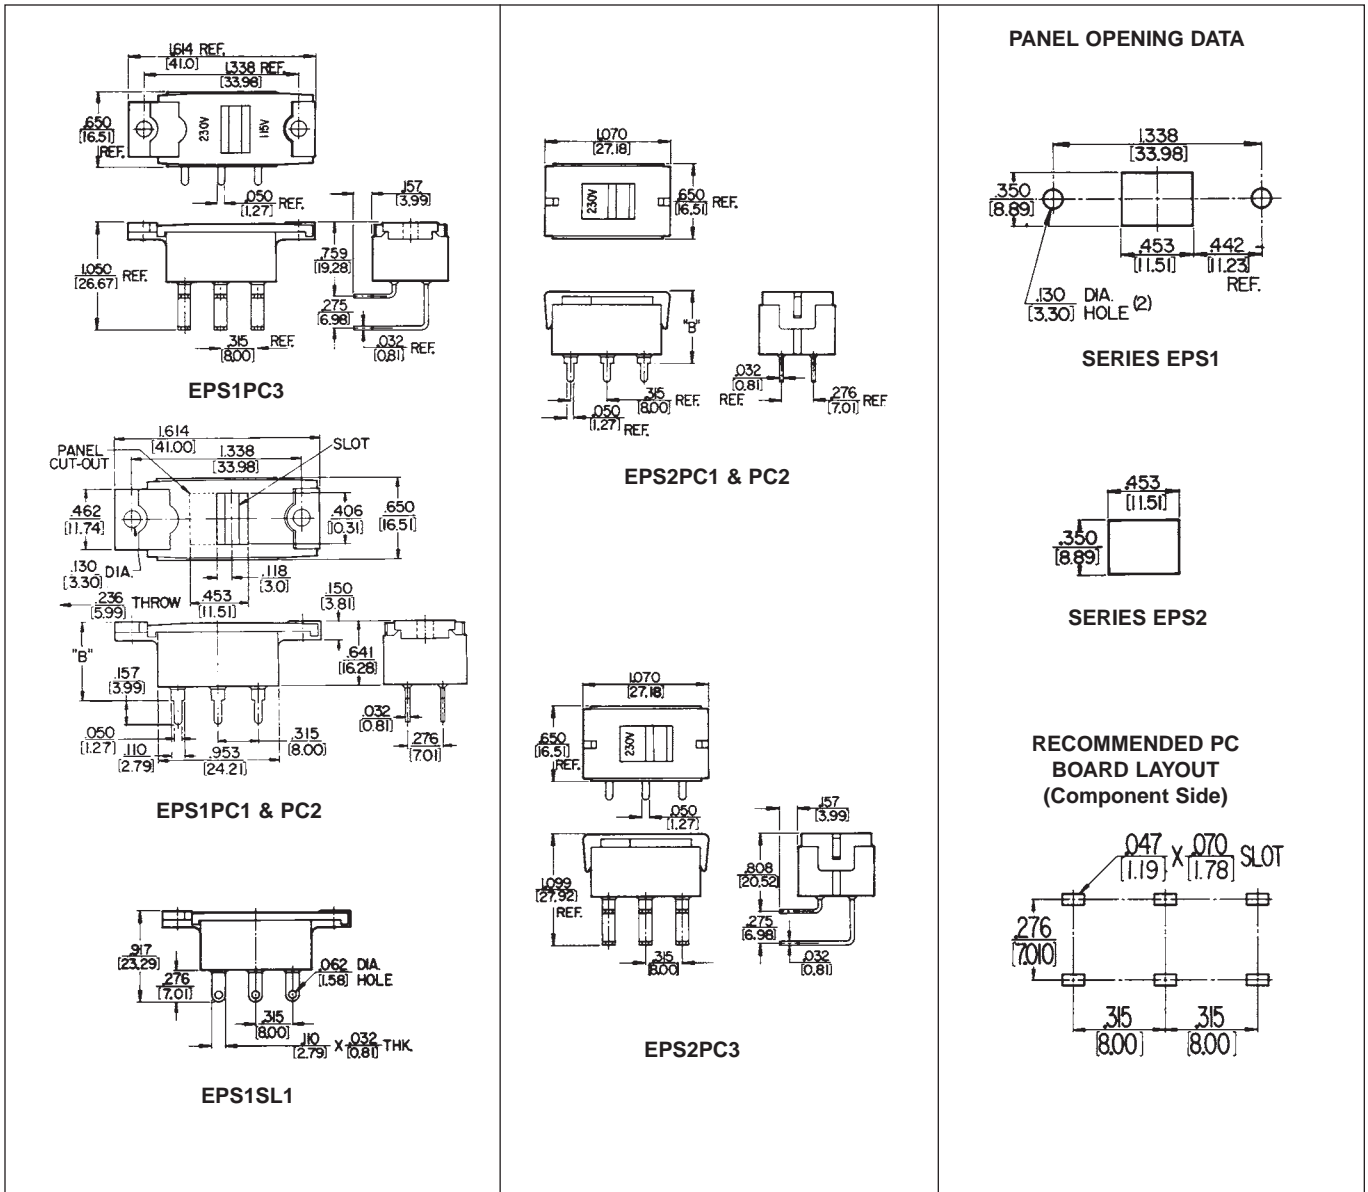 1.614 REF.
[41.0]
1.338 REF.
[33.98]
.650
[16.51]
REF.
230V
115V
.050 REF.
[1.27]
.157
[3.99]
1.050 REF.
[26.67]
.759
[19.28]
.275
[6.98]
.315 REF.
[8.00]
.032 REF.
[0.81]
EPS1PC3
1.614
[41.00]
SLOT
PANEL
CUT-OUT
1.338
[33.98]
.462
[11.74]
.406
[10.31]
.650
[16.51]
.130 DIA.
[3.30]
.118
[3.0]
.236 THROW
[5.99]
.453
[11.51]
.150
[3.81]
"B"
.157
[3.99]
.641
[16.28]
.050
[1.27]
.110
[2.79]
.953
[24.21]
.315
[8.00]
.032
[0.81]
.276
[7.01]
EPS1PC1 & PC2
.917
[23.29]
.276
[7.01]
.062 DIA.
[1.58] HOLE
.315
[8.00]
.110 X .032 THK.
[2.79] [0.81]
EPS1SL1
1.070
[27.18]
230V
.650 REF.
[16.51]
"B"
.315 REF.
[8.00]
.050 REF.
[1.27]
.032
[0.81]
REF.
.276 REF.
[7.01]
EPS2PC1 & PC2
1.070
[27.18]
.650
[16.51]
REF.
230V
.050
[1.27]
.157
[3.99]
1.099
[27.92]
REF.
.808
[20.52]
.275
[6.98]
.315
[8.00]
.032
[0.81]
EPS2PC3
PANEL OPENING DATA
1.338
[33.98]
.350
[8.89]
.453
[11.51]
.442
[11.23]
REF.
.130 DIA.
[3.30] HOLE (2)
SERIES EPS1
.453
[11.51]
.350
[8.89]
SERIES EPS2
RECOMMENDED PC
BOARD LAYOUT
(Component Side)
.047 X .070 SLOT
[1.19] [1.78]
.276
[7.010]
.315
[8.00]
.315
[8.00]